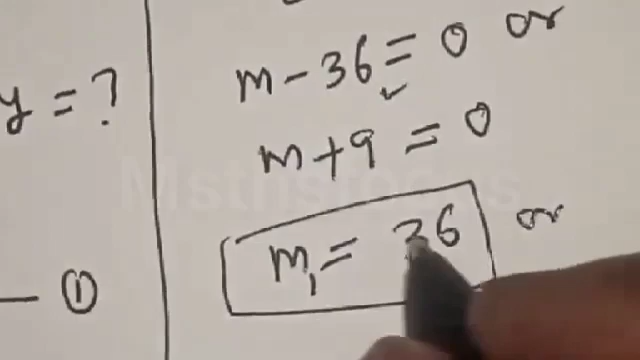 y = ?
— ①
m - 36 = 0 or
m + 9 = 0
m₁ = 36 or